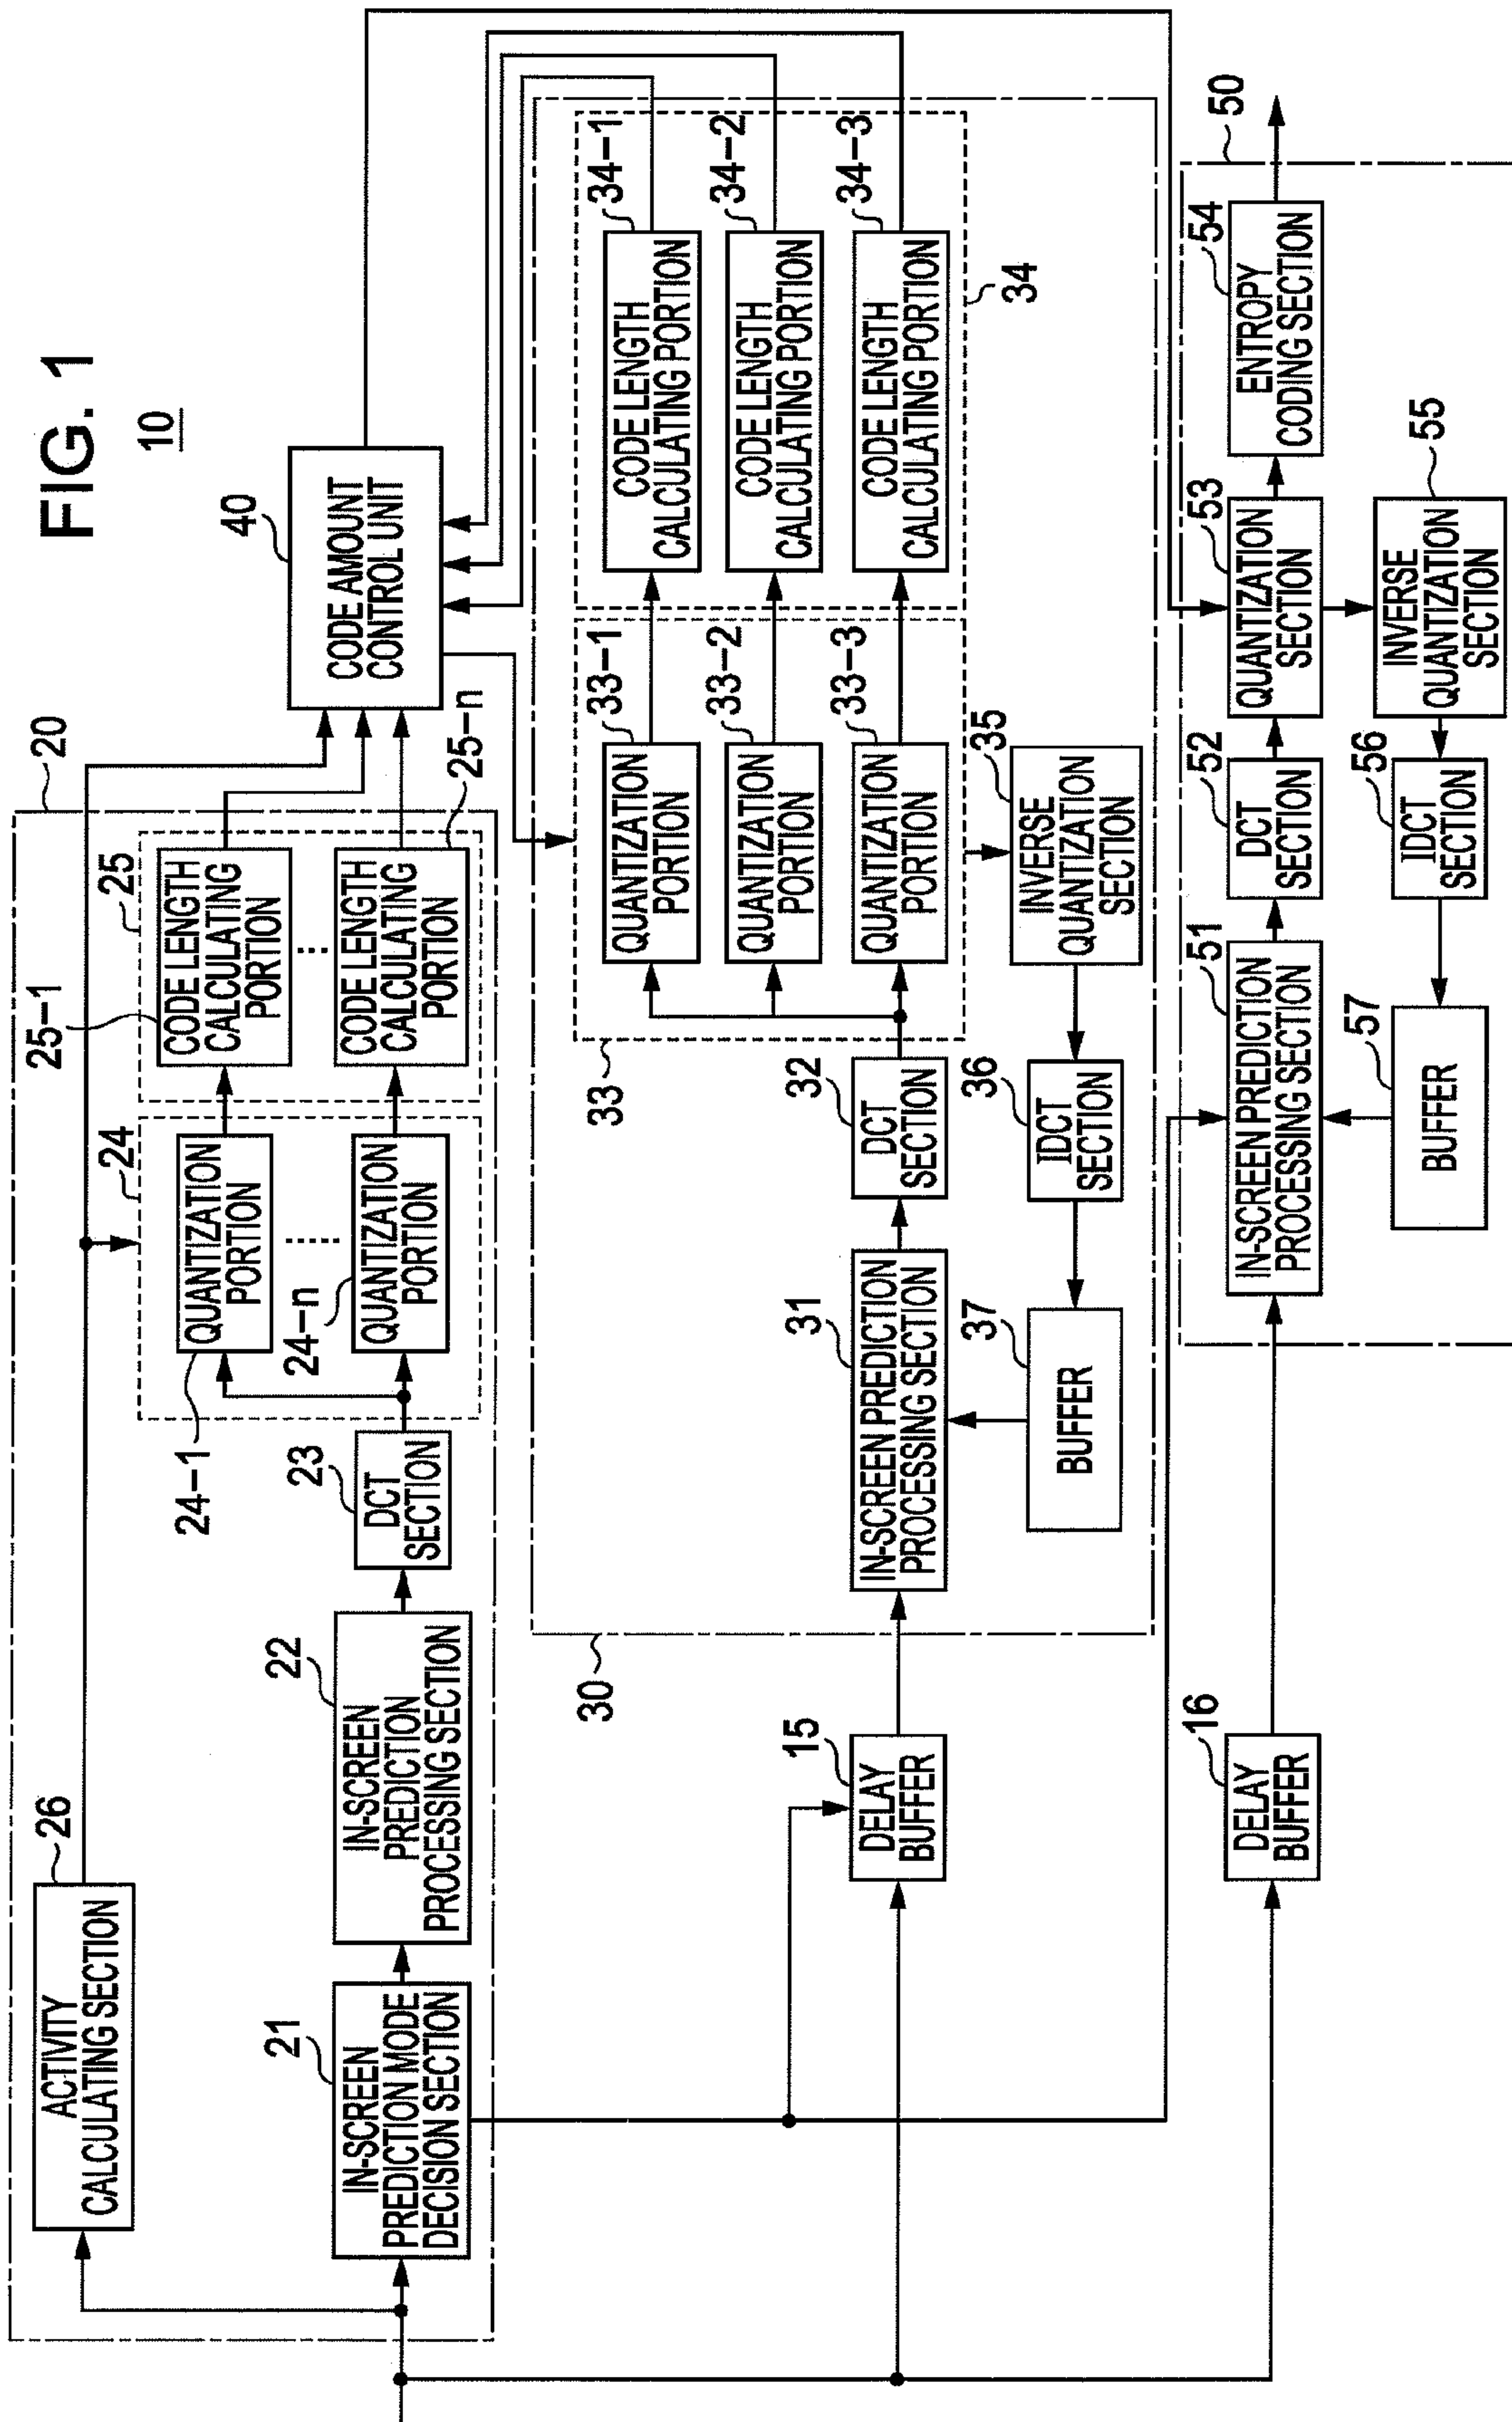 FIG. 1
10
20
26
ACTIVITY
CALCULATING SECTION
21
IN-SCREEN
PREDICTION MODE
DECISION SECTION
22
IN-SCREEN
PREDICTION
PROCESSING SECTION
23
DCT
SECTION
24
24-1
QUANTIZATION
PORTION
24-n
QUANTIZATION
PORTION
25
25-1
CODE LENGTH
CALCULATING
PORTION
25-n
CODE LENGTH
CALCULATING
PORTION
40
CODE AMOUNT
CONTROL UNIT
15
DELAY
BUFFER
30
31
IN-SCREEN PREDICTION
PROCESSING SECTION
32
DCT
SECTION
33
33-1
QUANTIZATION
PORTION
33-2
QUANTIZATION
PORTION
33-3
QUANTIZATION
PORTION
34
34-1
CODE LENGTH
CALCULATING PORTION
34-2
CODE LENGTH
CALCULATING PORTION
34-3
CODE LENGTH
CALCULATING PORTION
35
INVERSE
QUANTIZATION
SECTION
36
IDCT
SECTION
37
BUFFER
16
DELAY
BUFFER
50
51
IN-SCREEN PREDICTION
PROCESSING SECTION
52
DCT
SECTION
53
QUANTIZATION
SECTION
54
ENTROPY
CODING SECTION
55
INVERSE
QUANTIZATION
SECTION
56
IDCT
SECTION
57
BUFFER